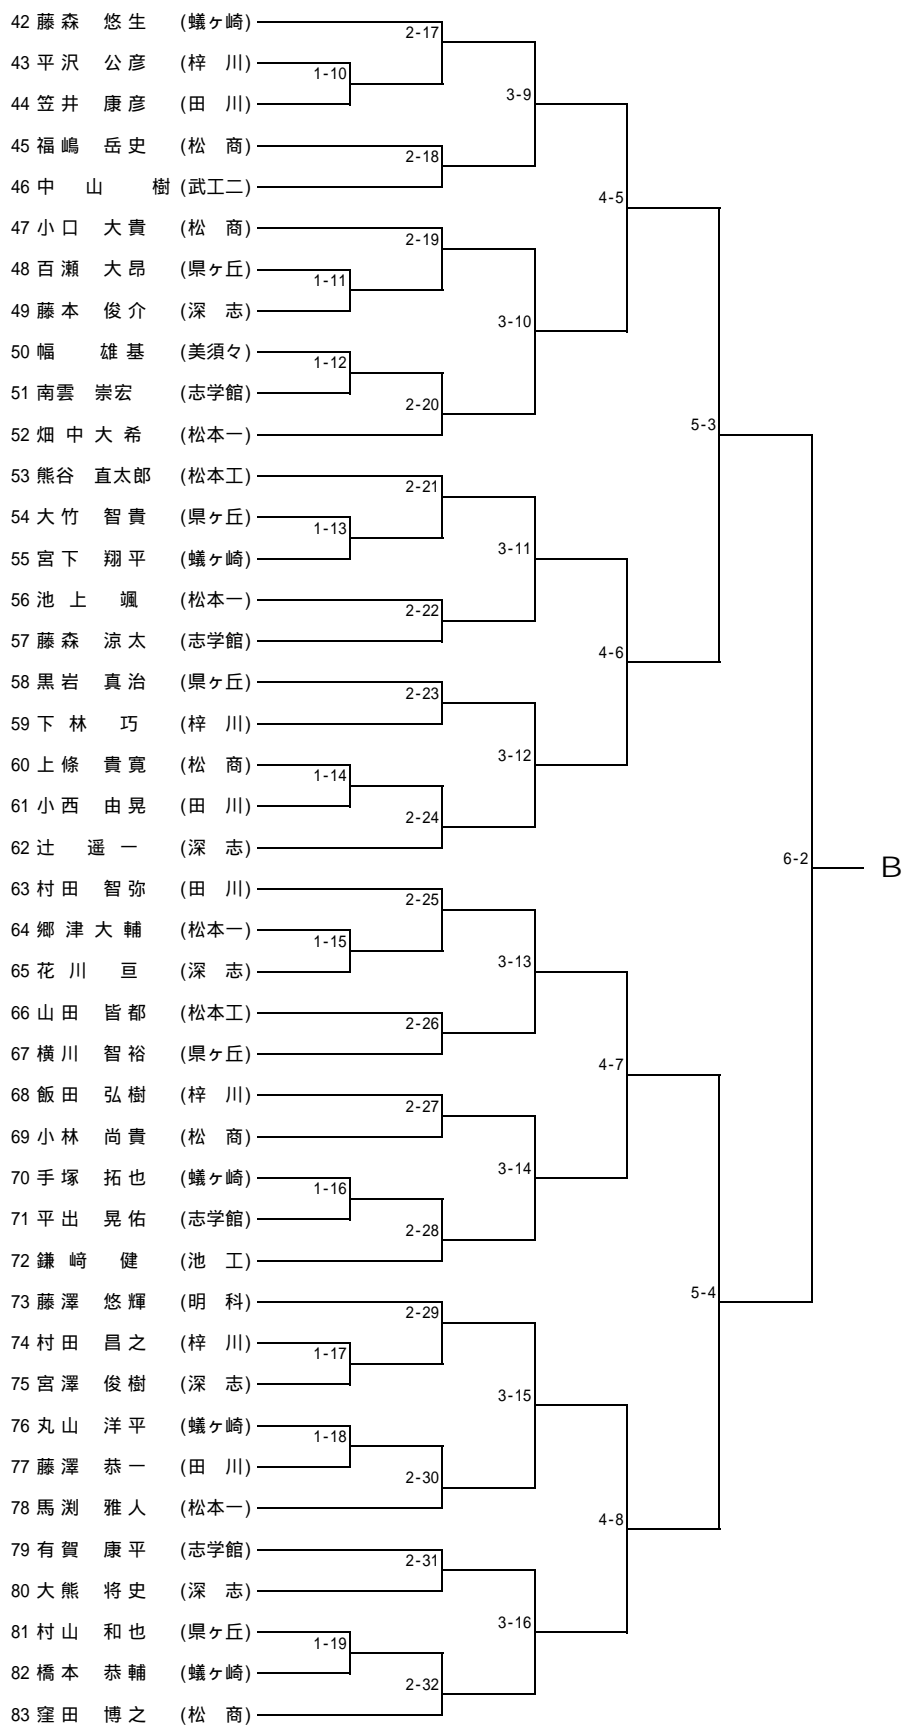 42 藤森 悠生 (蟻ヶ崎)
2-17
43 平沢 公彦 (梓 川)
1-10
44 笠井 康彦 (田 川)
3-9
45 福嶋 岳史 (松 商)
2-18
46 中 山 樹 (武工二)
4-5
47 小口 大貴 (松 商)
2-19
48 百瀬 大昂 (県ヶ丘)
1-11
49 藤本 俊介 (深 志)
3-10
50 幅 雄基 (美須々)
1-12
51 南雲 崇宏 (志学館)
2-20
52 畑中大希 (松本一)
5-3
53 熊谷 直太郎 (松本工)
2-21
54 大竹 智貴 (県ヶ丘)
1-13
55 宮下 翔平 (蟻ヶ崎)
3-11
56 池上 颯 (松本一)
2-22
57 藤森 涼太 (志学館)
4-6
58 黒岩 真治 (県ヶ丘)
2-23
59 下林 巧 (梓 川)
3-12
60 上條 貴寛 (松 商)
1-14
61 小西 由晃 (田 川)
2-24
62 辻 遥一 (深 志)
6-2
B
63 村田 智弥 (田 川)
2-25
64 郷津大輔 (松本一)
1-15
65 花川 亘 (深 志)
3-13
66 山田 皆都 (松本工)
2-26
67 横川 智裕 (県ヶ丘)
4-7
68 飯田 弘樹 (梓 川)
2-27
69 小林 尚貴 (松 商)
3-14
70 手塚 拓也 (蟻ヶ崎)
1-16
71 平出 晃佑 (志学館)
2-28
72 鎌﨑 健 (池 工)
5-4
73 藤澤 悠輝 (明 科)
2-29
74 村田 昌之 (梓 川)
1-17
75 宮澤 俊樹 (深 志)
3-15
76 丸山 洋平 (蟻ヶ崎)
1-18
77 藤澤 恭一 (田 川)
2-30
78 馬渕 雅人 (松本一)
4-8
79 有賀 康平 (志学館)
2-31
80 大熊 将史 (深 志)
3-16
81 村山 和也 (県ヶ丘)
1-19
82 橋本 恭輔 (蟻ヶ崎)
2-32
83 窪田 博之 (松 商)